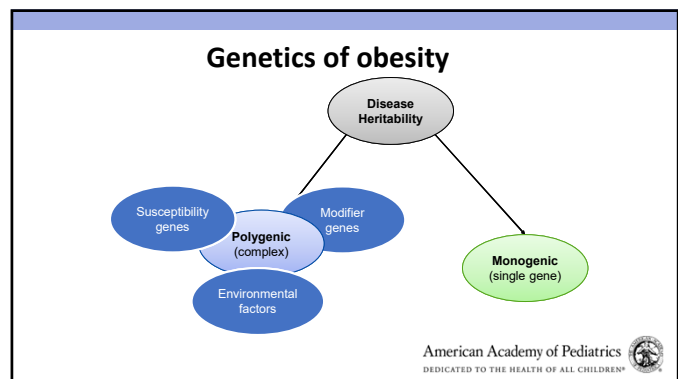 Genetics of obesity
Disease
Heritability
Susceptibility
genes
Modifier
genes
Polygenic
(complex)
Environmental
factors
Monogenic
(single gene)
American Academy of Pediatrics
DEDICATED TO THE HEALTH OF ALL CHILDREN®